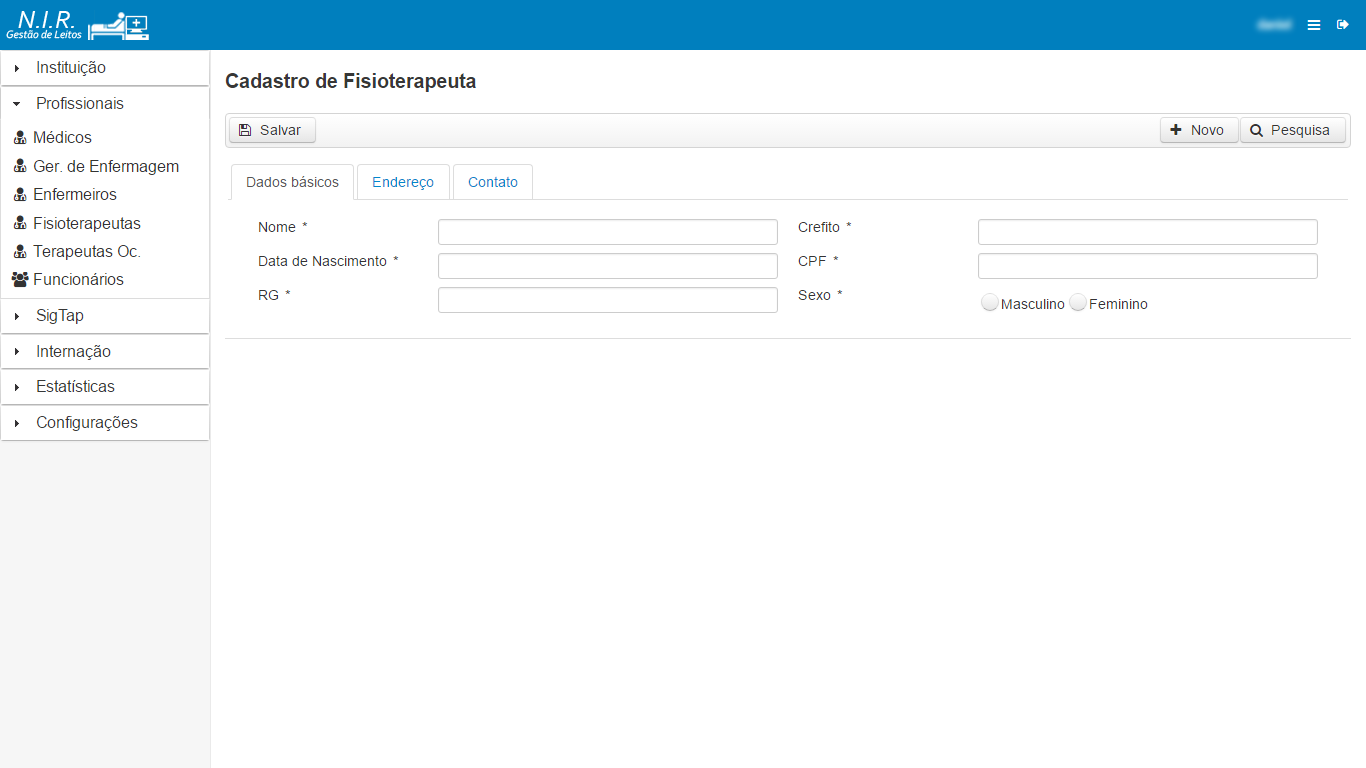 N.I.R.
Gestão de Leitos
Instituição
Profissionais
Médicos
Ger. de Enfermagem
Enfermeiros
Fisioterapeutas
Terapeutas Oc.
Funcionários
SigTap
Internação
Estatísticas
Configurações
Cadastro de Fisioterapeuta
Salvar Novo Pesquisa
Dados básicos Endereço Contato
Nome * Crefito *
Data de Nascimento * CPF *
RG * Sexo * Masculino Feminino